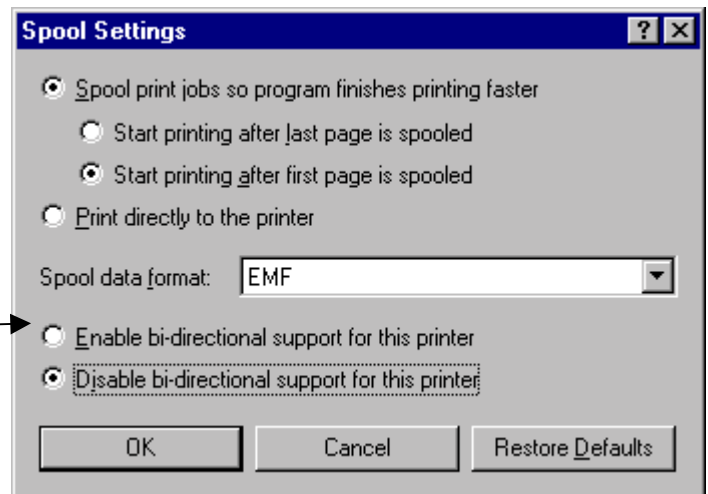 Spool Settings
Spool print jobs so program finishes printing faster
Start printing after last page is spooled
Start printing after first page is spooled
Print directly to the printer
Spool data format: EMF
Enable bi-directional support for this printer
Disable bi-directional support for this printer
OK Cancel Restore Defaults